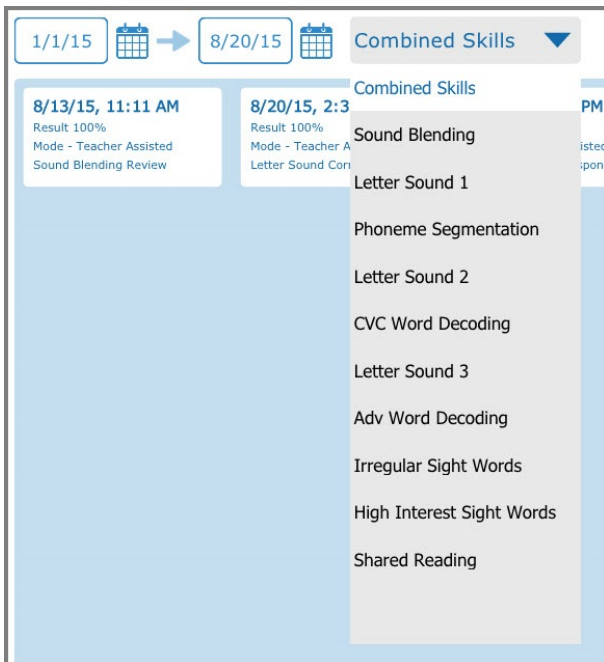 1/1/15 8/20/15 Combined Skills
8/13/15, 11:11 AM
Result 100%
Mode - Teacher Assisted
Sound Blending Review
8/20/15, 2:3
Result 100%
Mode - Teacher A
Letter Sound Cor
PM
Combined Skills
Sound Blending
Letter Sound 1
Phoneme Segmentation
Letter Sound 2
CVC Word Decoding
Letter Sound 3
Adv Word Decoding
Irregular Sight Words
High Interest Sight Words
Shared Reading